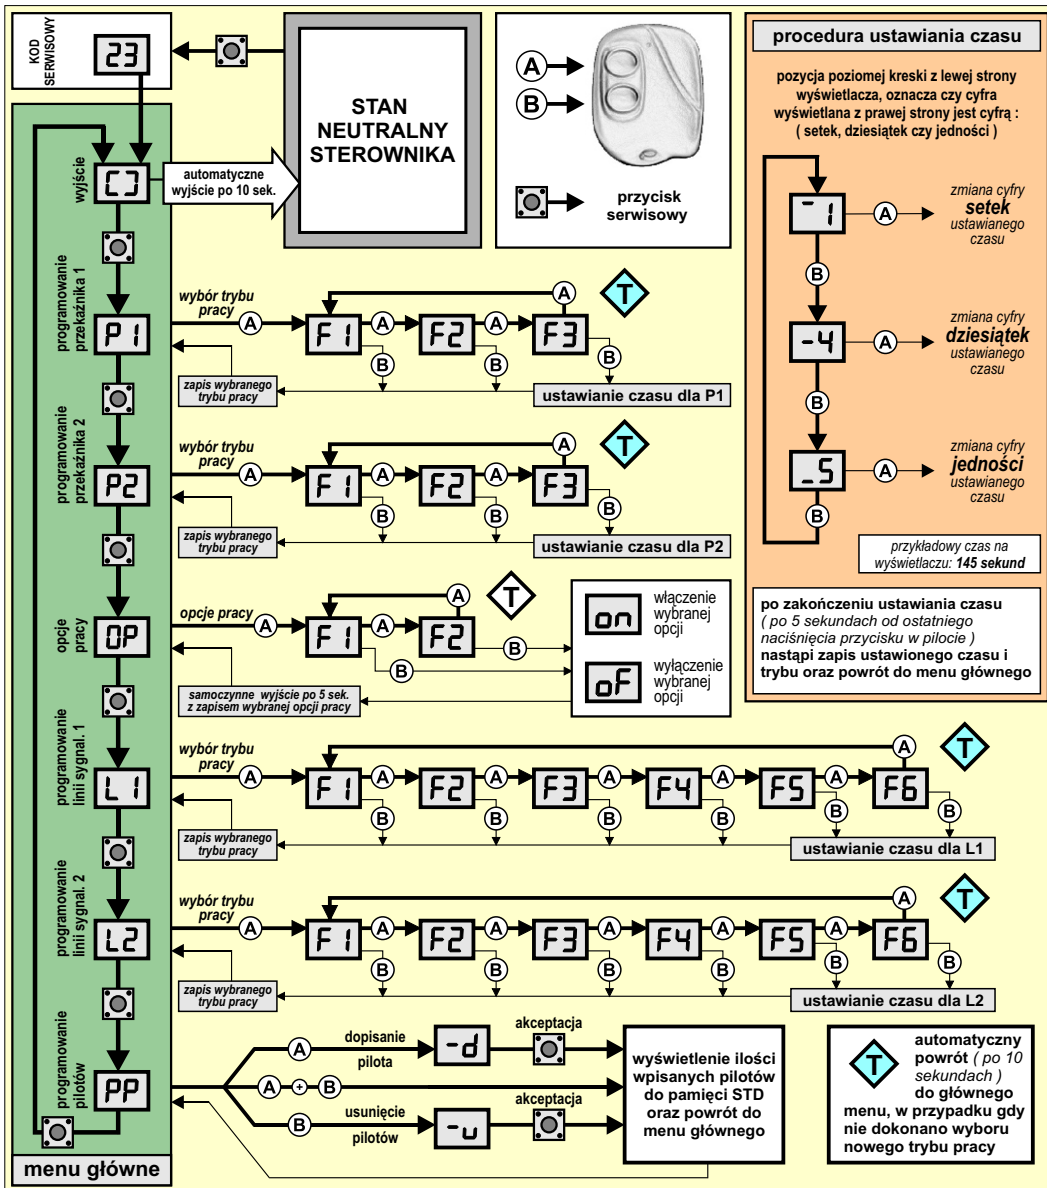 KOD
SERWISOWY
23
STAN
NEUTRALNY
STEROWNIKA
A
B
przycisk
serwisowy
wyjście
[]
automatyczne
wyjście po 10 sek.
programowanie
przekaźnika 1
P1
wybór trybu
pracy
A
F1
A
F2
A
F3
A
T
B
B
B
zapis wybranego
trybu pracy
ustawianie czasu dla P1
programowanie
przekaźnika 2
P2
wybór trybu
pracy
A
F1
A
F2
A
F3
A
T
B
B
B
zapis wybranego
trybu pracy
ustawianie czasu dla P2
opcje
pracy
OP
opcje pracy
A
F1
A
F2
A
T
B
B
on
włączenie
wybranej
opcji
oF
wyłączenie
wybranej
opcji
samoczynne wyjście po 5 sek.
z zapisem wybranej opcji pracy
programowanie
linii sygnal. 1
L1
wybór trybu
pracy
A
F1
A
F2
A
F3
A
F4
A
F5
A
F6
A
T
B
B
B
B
B
B
zapis wybranego
trybu pracy
ustawianie czasu dla L1
programowanie
linii sygnal. 2
L2
wybór trybu
pracy
A
F1
A
F2
A
F3
A
F4
A
F5
A
F6
A
T
B
B
B
B
B
B
zapis wybranego
trybu pracy
ustawianie czasu dla L2
programowanie
pilotów
PP
A
dopisanie
pilota
-d
akceptacja
A + B
B
usunięcie
pilotów
-u
akceptacja
wyświetlenie ilości
wpisanych pilotów
do pamięci STD
oraz powrót do
menu głównego
menu główne
procedura ustawiania czasu
pozycja poziomej kreski z lewej strony
wyświetlacza, oznacza czy cyfra
wyświetlana z prawej strony jest cyfrą :
( setek, dziesiątek czy jedności )
¯1
A
zmiana cyfry
setek
ustawianego
czasu
B
-4
A
zmiana cyfry
dziesiątek
ustawianego
czasu
B
_5
A
zmiana cyfry
jedności
ustawianego
czasu
B
przykładowy czas na
wyświetlaczu: 145 sekund
po zakończeniu ustawiania czasu
( po 5 sekundach od ostatniego
naciśnięcia przycisku w pilocie )
nastąpi zapis ustawionego czasu i
trybu oraz powrót do menu głównego
T
automatyczny
powrót ( po 10
sekundach )
do głównego
menu, w przypadku gdy
nie dokonano wyboru
nowego trybu pracy